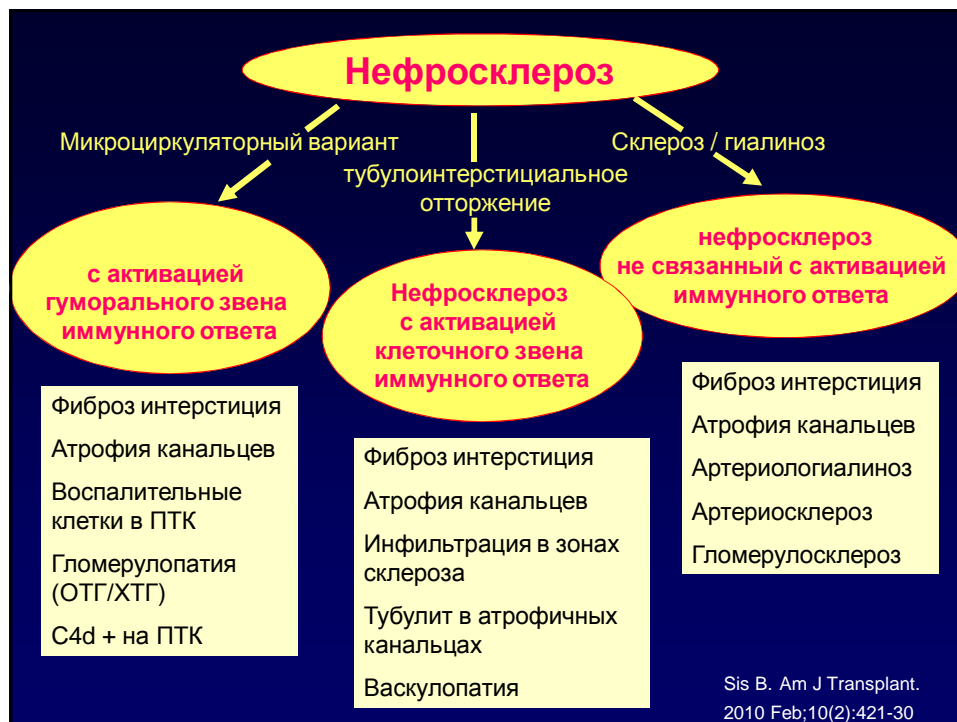 Нефросклероз
Микроциркуляторный вариант
тубулоинтерстициальное
отторжение
Склероз / гиалиноз
с активацией
гуморального звена
иммунного ответа
Нефросклероз
с активацией
клеточного звена
иммунного ответа
нефросклероз
не связанный с активацией
иммунного ответа
Фиброз интерстиция
Атрофия канальцев
Воспалительные
клетки в ПТК
Гломерулопатия
(ОТГ/ХТГ)
C4d + на ПТК
Фиброз интерстиция
Атрофия канальцев
Инфильтрация в зонах
склероза
Тубулит в атрофичных
канальцах
Васкулопатия
Фиброз интерстиция
Атрофия канальцев
Артериологиалиноз
Артериосклероз
Гломерулосклероз
Sis B. Am J Transplant.
2010 Feb;10(2):421-30